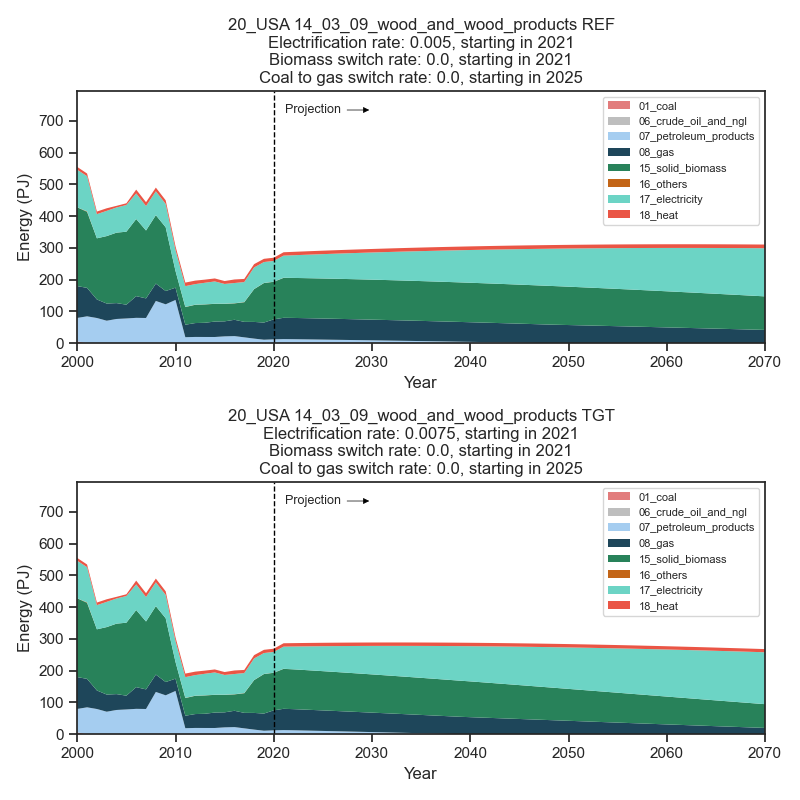 20_USA 14_03_09_wood_and_wood_products REF
Electrification rate: 0.005, starting in 2021
Biomass switch rate: 0.0, starting in 2021
Coal to gas switch rate: 0.0, starting in 2025
Projection
01_coal
06_crude_oil_and_ngl
07_petroleum_products
08_gas
15_solid_biomass
16_others
17_electricity
18_heat
700
600
500
400
300
200
100
0
Energy (PJ)
2000 2010 2020 2030 2040 2050 2060 2070
Year
20_USA 14_03_09_wood_and_wood_products TGT
Electrification rate: 0.0075, starting in 2021
Biomass switch rate: 0.0, starting in 2021
Coal to gas switch rate: 0.0, starting in 2025
Projection
01_coal
06_crude_oil_and_ngl
07_petroleum_products
08_gas
15_solid_biomass
16_others
17_electricity
18_heat
700
600
500
400
300
200
100
0
Energy (PJ)
2000 2010 2020 2030 2040 2050 2060 2070
Year